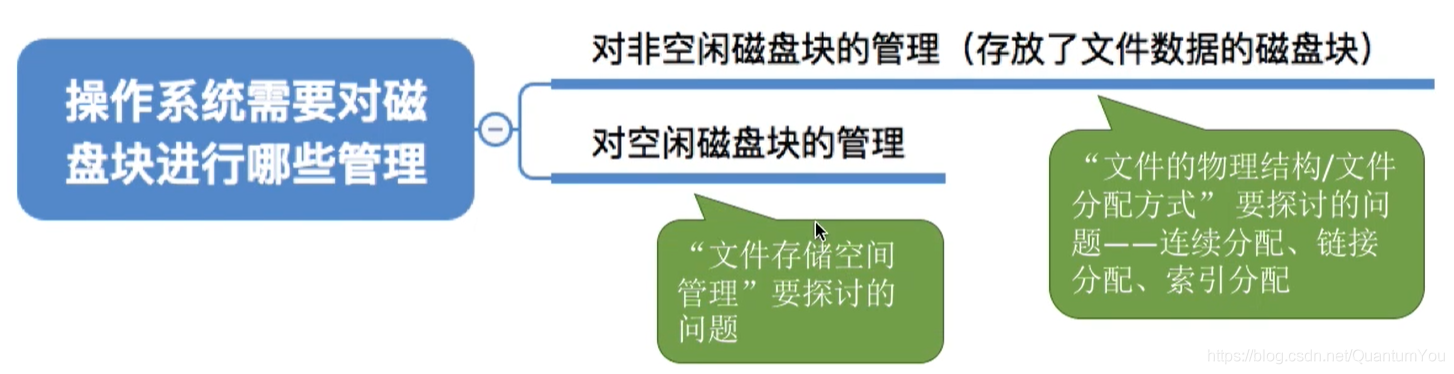 操作系统需要对磁
盘块进行哪些管理
对非空闲磁盘块的管理（存放了文件数据的磁盘块）
对空闲磁盘块的管理
“文件存储空间
管理”要探讨的
问题
“文件的物理结构/文件
分配方式” 要探讨的问
题——连续分配、链接
分配、索引分配
https://blog.csdn.net/QuantumYou